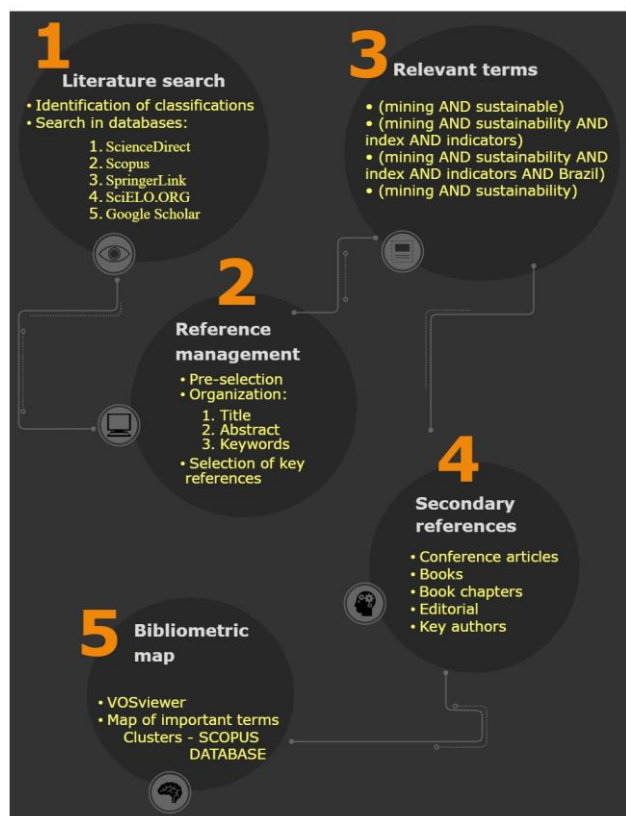 1
Literature search
• Identification of classifications
• Search in databases:
1. ScienceDirect
2. Scopus
3. SpringerLink
4. SciELO.ORG
5. Google Scholar
2
Reference
management
• Pre-selection
• Organization:
1. Title
2. Abstract
3. Keywords
• Selection of key
references
3
Relevant terms
• (mining AND sustainable)
• (mining AND sustainability AND
index AND indicators)
• (mining AND sustainability AND
index AND indicators AND Brazil)
• (mining AND sustainability)
4
Secondary
references
• Conference articles
• Books
• Book chapters
• Editorial
• Key authors
5
Bibliometric
map
• VOSviewer
• Map of important terms
Clusters - SCOPUS
DATABASE